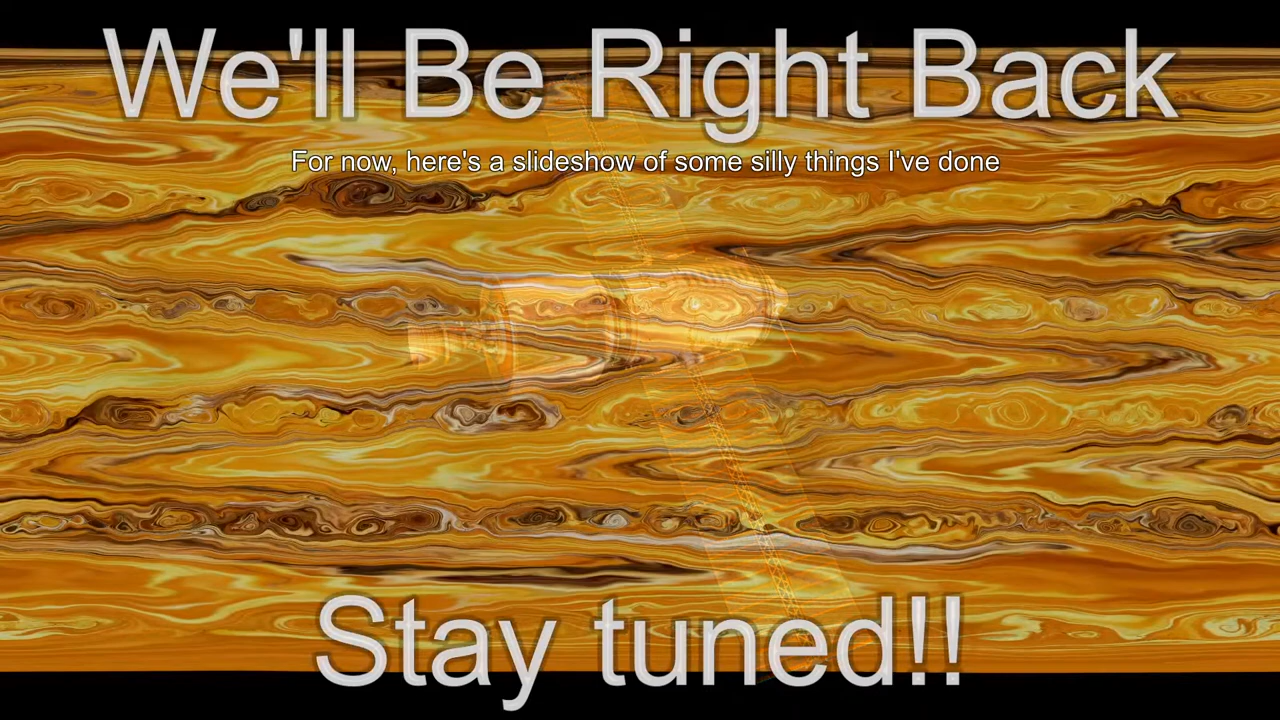 We'll Be Right Back
For now, here's a slideshow of some silly things I've done
Stay tuned!!